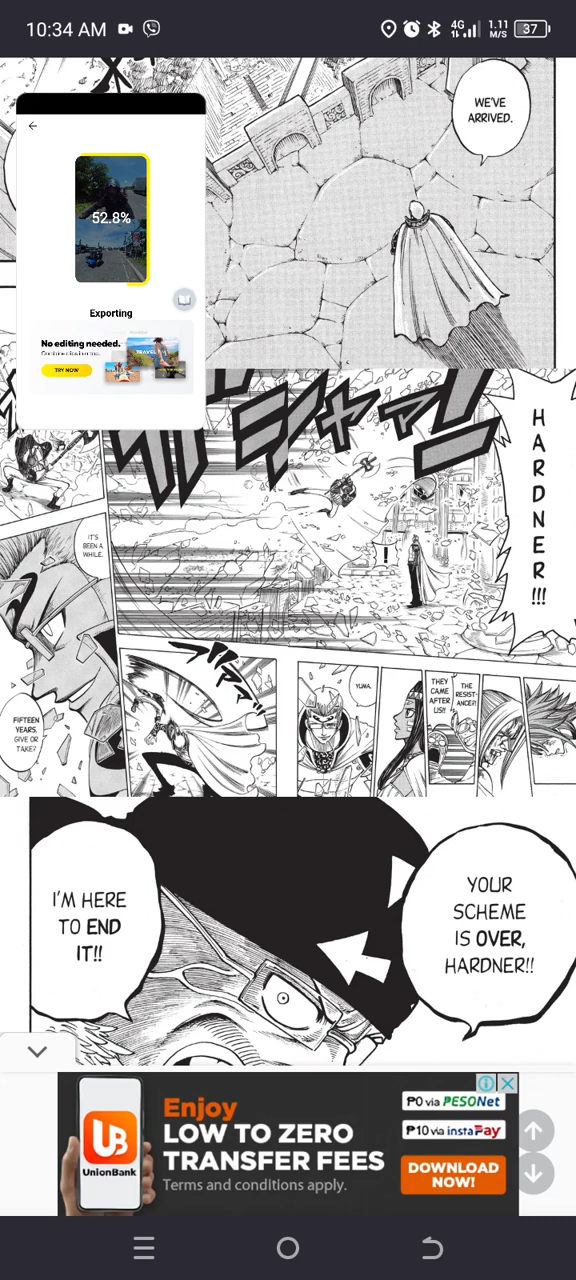 10:34 AM
4G
1.11
M/S
37
WE'VE
ARRIVED.
52.8%
Exporting
No editing needed.
TRAVEL
TRY NOW
HARDNER!!!
!
IT'S
BEEN A
WHILE.
FIFTEEN
YEARS,
GIVE OR
TAKE?
YUMA.
THEY
CAME
AFTER
US!!
THE
RESIST-
ANCE!?
I'M HERE
TO END
IT!!
YOUR
SCHEME
IS OVER,
HARDNER!!
UB
UnionBank
Enjoy
LOW TO ZERO
TRANSFER FEES
Terms and conditions apply.
₱0 via PESONet
₱10 via instaPay
DOWNLOAD
NOW!